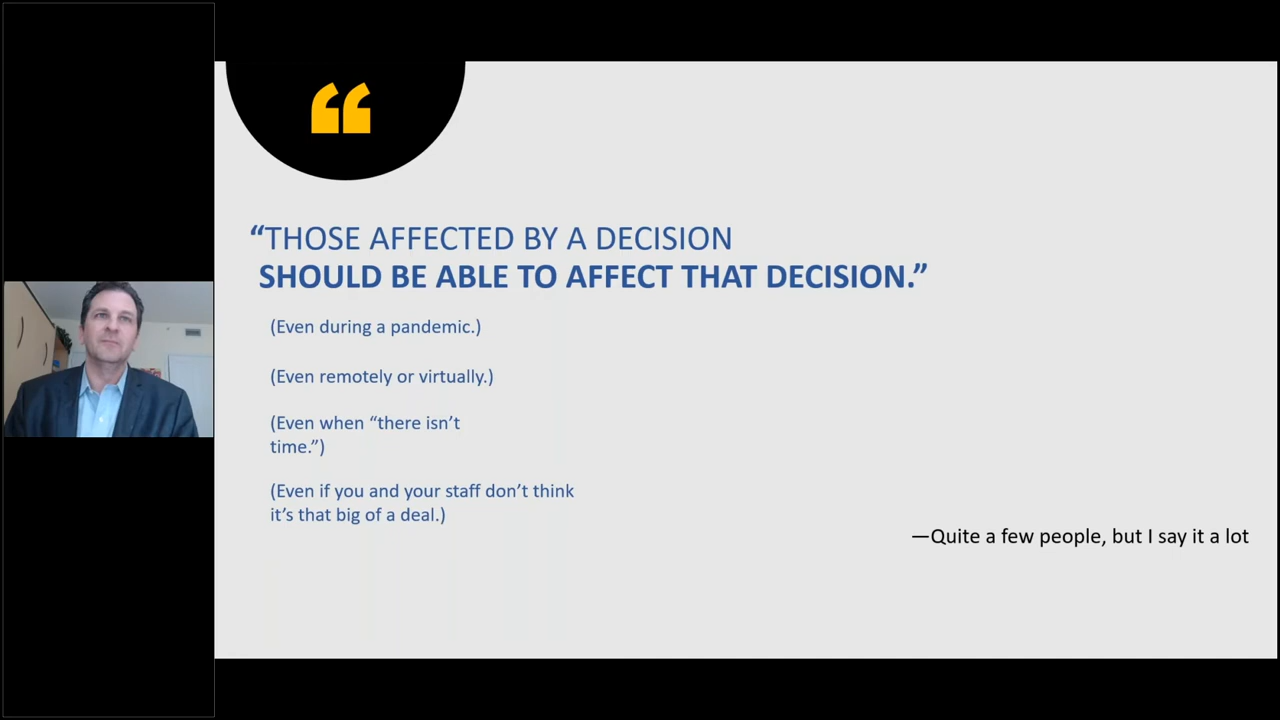 “
“THOSE AFFECTED BY A DECISION
SHOULD BE ABLE TO AFFECT THAT DECISION.”
(Even during a pandemic.)
(Even remotely or virtually.)
(Even when “there isn’t
time.”)
(Even if you and your staff don’t think
it’s that big of a deal.)
—Quite a few people, but I say it a lot